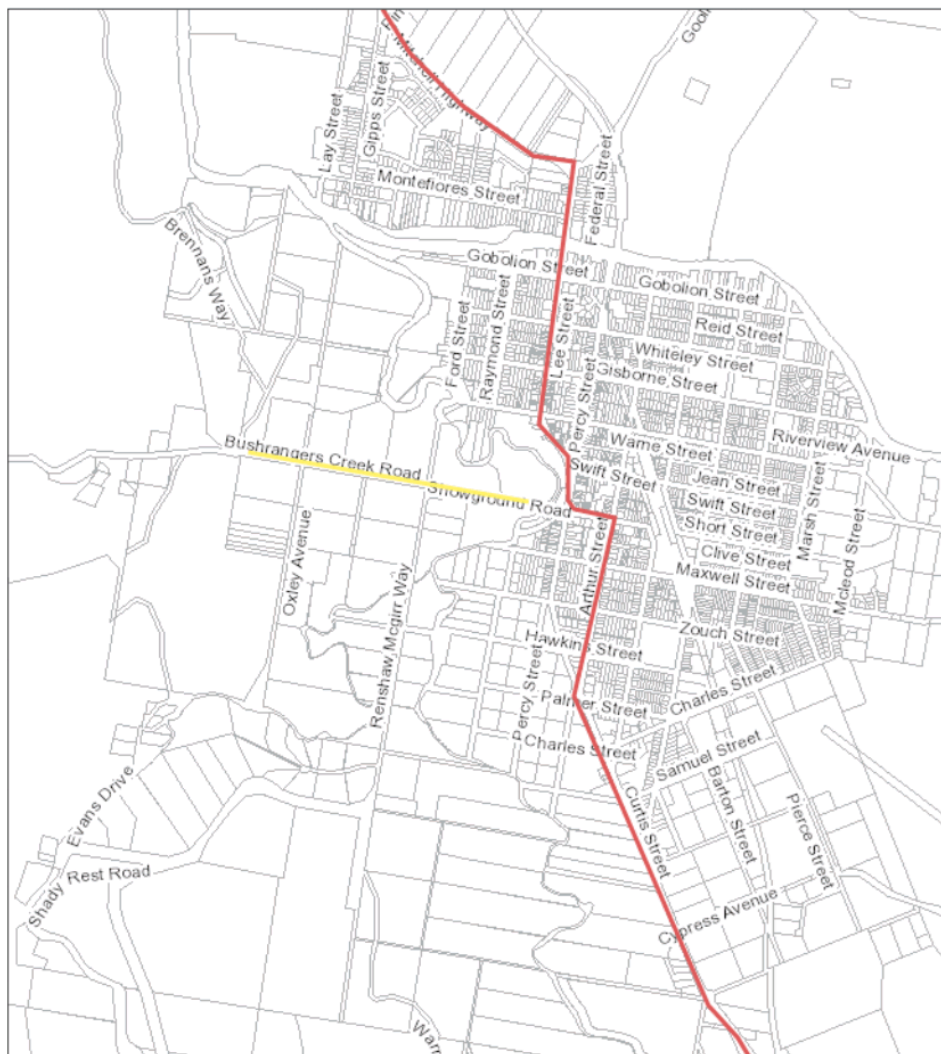 Mitchell Highway
Lay Street
Gipps Street
Montefiores Street
Federal Street
Brennans Way
Gobolion Street
Gobolion Street
Reid Street
Ford Street
Raymond Street
Lee Street
Whiteley Street
Percy Street
Gisborne Street
Riverview Avenue
Bushrangers Creek Road
Warne Street
Swift Street
Jean Street
Showground Road
Swift Street
Marsh Street
Short Street
Oxley Avenue
Arthur Street
Clive Street
Mcleod Street
Maxwell Street
Renshaw Mcgirr Way
Zouch Street
Hawkins Street
Percy Street
Palmer Street
Charles Street
Charles Street
Samuel Street
Evans Drive
Curtis Street
Barton Street
Pierce Street
Shady Rest Road
Cypress Avenue